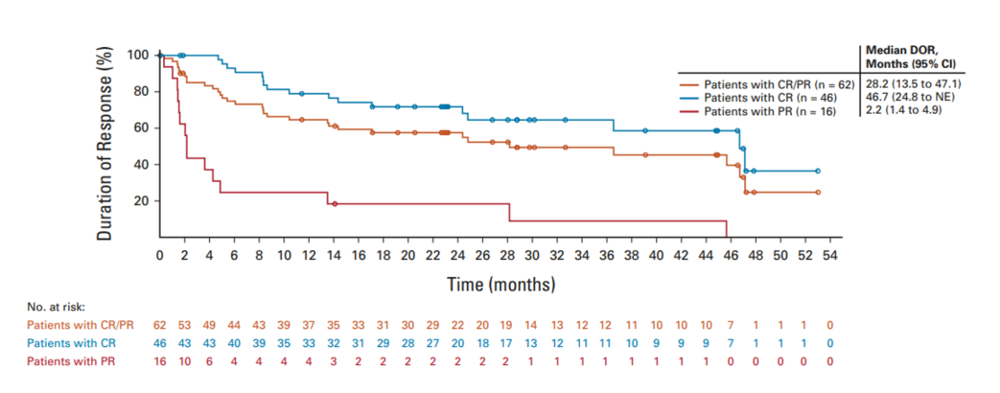 Duration of Response (%)
100
80
60
40
20
Median DOR,
Months (95% CI)
Patients with CR/PR (n = 62) 28.2 (13.5 to 47.1)
Patients with CR (n = 46) 46.7 (24.8 to NE)
Patients with PR (n = 16) 2.2 (1.4 to 4.9)
0 2 4 6 8 10 12 14 16 18 20 22 24 26 28 30 32 34 36 38 40 42 44 46 48 50 52 54
Time (months)
No. at risk:
Patients with CR/PR 62 53 49 44 43 39 37 35 33 31 30 29 22 20 19 14 13 12 12 11 10 10 10 7 1 1 1 0
Patients with CR 46 43 43 40 39 35 33 32 31 29 28 27 20 18 17 13 12 11 11 10 9 9 9 7 1 1 1 0
Patients with PR 16 10 6 4 4 4 4 3 2 2 2 2 2 2 2 1 1 1 1 1 1 1 1 0 0 0 0 0